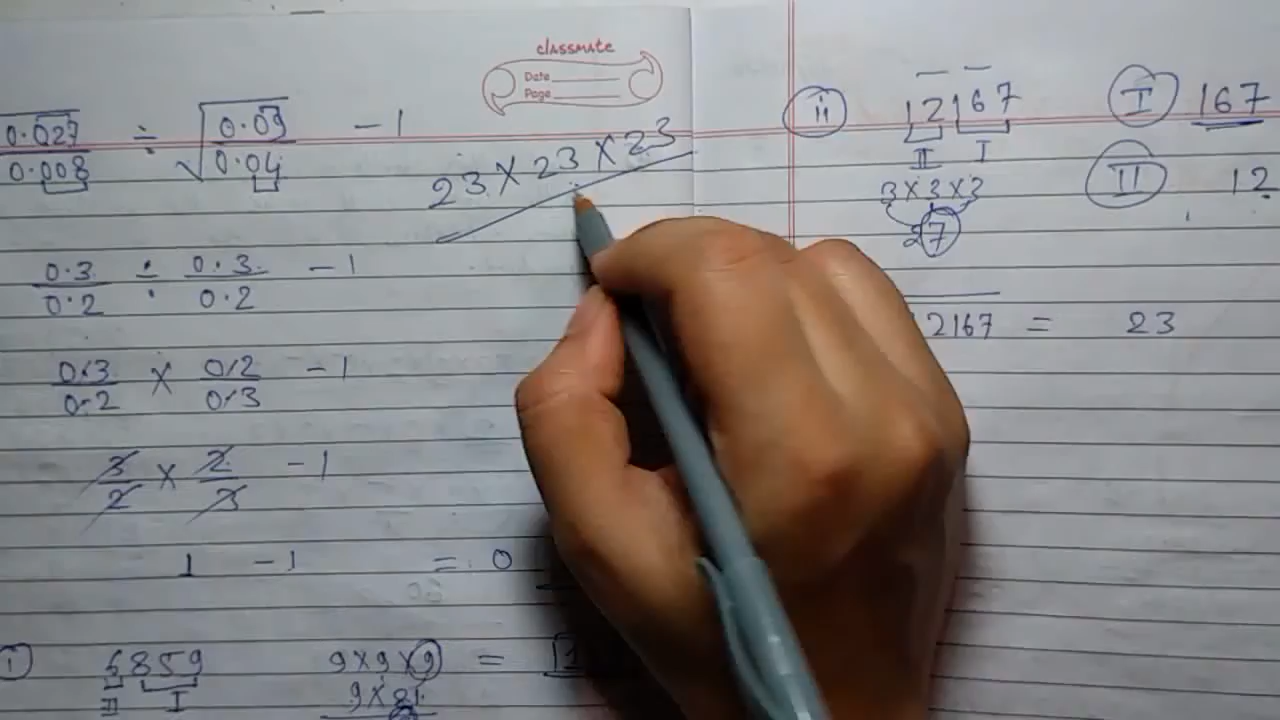 classmate
Date
Page
0.027 ÷ 0.09 - 1
0.008 √ 0.04
23 × 23 × 23
0.3 ÷ 0.3 - 1
0.2 0.2
0.3 × 0.2 - 1
0.2 0.3
3 × 2 - 1
2 3
1 - 1 = 0
i 6859 9×9×9 =
II I 9×81
ii 12167 I 167
II I II 12
3×3×3
27
2167 = 23